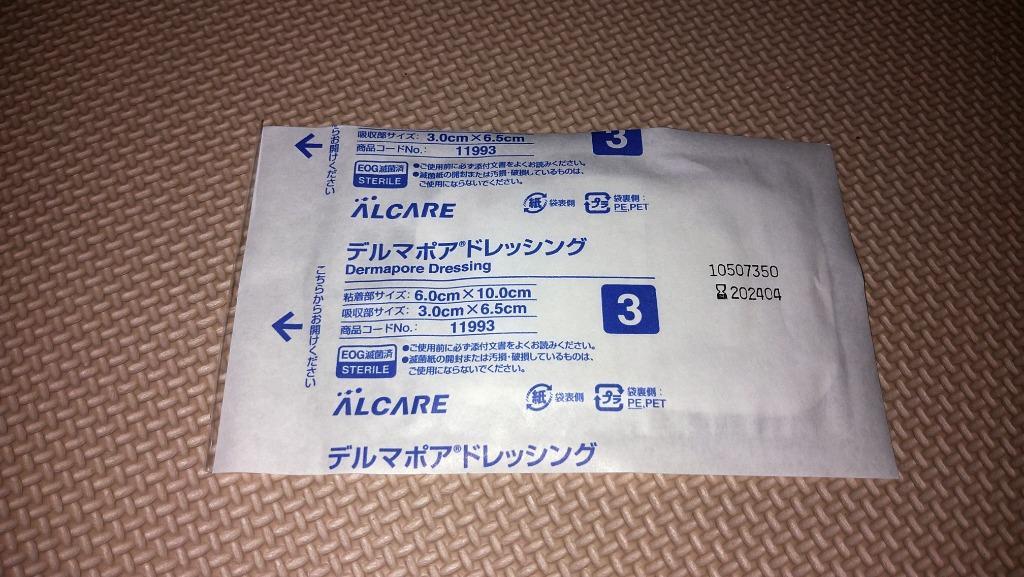 らお開けください
吸収部サイズ: 3.0cm×6.5cm
商品コードNo.: 11993
3
EOG滅菌済
STERILE
●ご使用前に必ず添付文書をよくお読みください。
●滅菌紙の開封または汚損・破損しているものは、
ご使用にならないでください。
ALCARE
紙 袋表側
プラ 袋裏側:
PE,PET
デルマポア®ドレッシング
Dermapore Dressing
こちらからお開けください
粘着部サイズ: 6.0cm×10.0cm
吸収部サイズ: 3.0cm×6.5cm
商品コードNo.: 11993
3
10507350
202404
EOG滅菌済
STERILE
●ご使用前に必ず添付文書をよくお読みください。
●滅菌紙の開封または汚損・破損しているものは、
ご使用にならないでください。
ALCARE
紙 袋表側
プラ 袋裏側:
PE,PET
デルマポア®ドレッシング